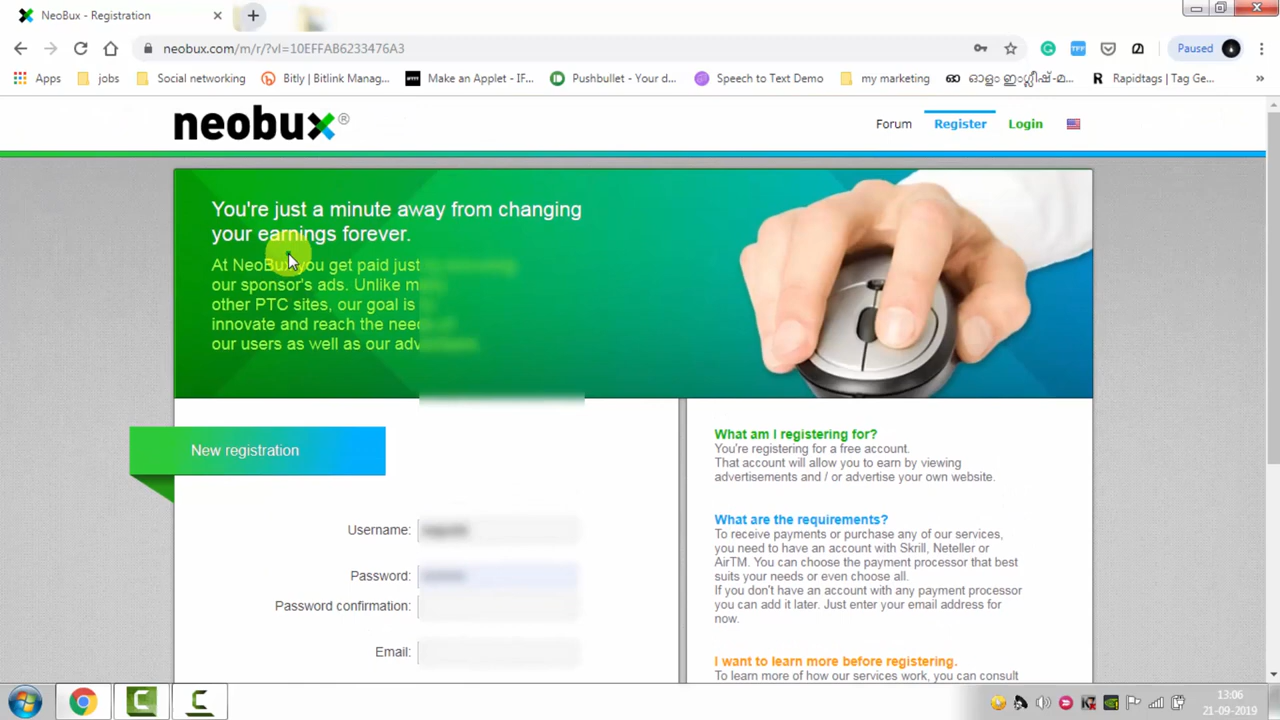 NeoBux - Registration
neobux.com/m/r/?vl=10EFFAB6233476A3
Paused
Apps
jobs
Social networking
Bitly | Bitlink Manag...
Make an Applet - IF...
Pushbullet - Your d...
Speech to Text Demo
my marketing
ഓളം ഇംഗ്ലീഷ്-മ...
Rapidtags | Tag Ge...
neobux®
Forum
Register
Login
You're just a minute away from changing
your earnings forever.
At NeoBux you get paid just
our sponsor's ads. Unlike
other PTC sites, our goal is
innovate and reach the
our users as well as our
New registration
Username:
Password:
Password confirmation:
Email:
What am I registering for?
You're registering for a free account.
That account will allow you to earn by viewing
advertisements and / or advertise your own website.
What are the requirements?
To receive payments or purchase any of our services,
you need to have an account with Skrill, Neteller or
AirTM. You can choose the payment processor that best
suits your needs or even choose all.
If you don't have an account with any payment processor
you can add it later. Just enter your email address for
now.
I want to learn more before registering.
To learn more of how our services work, you can consult
13:06
21-09-2019